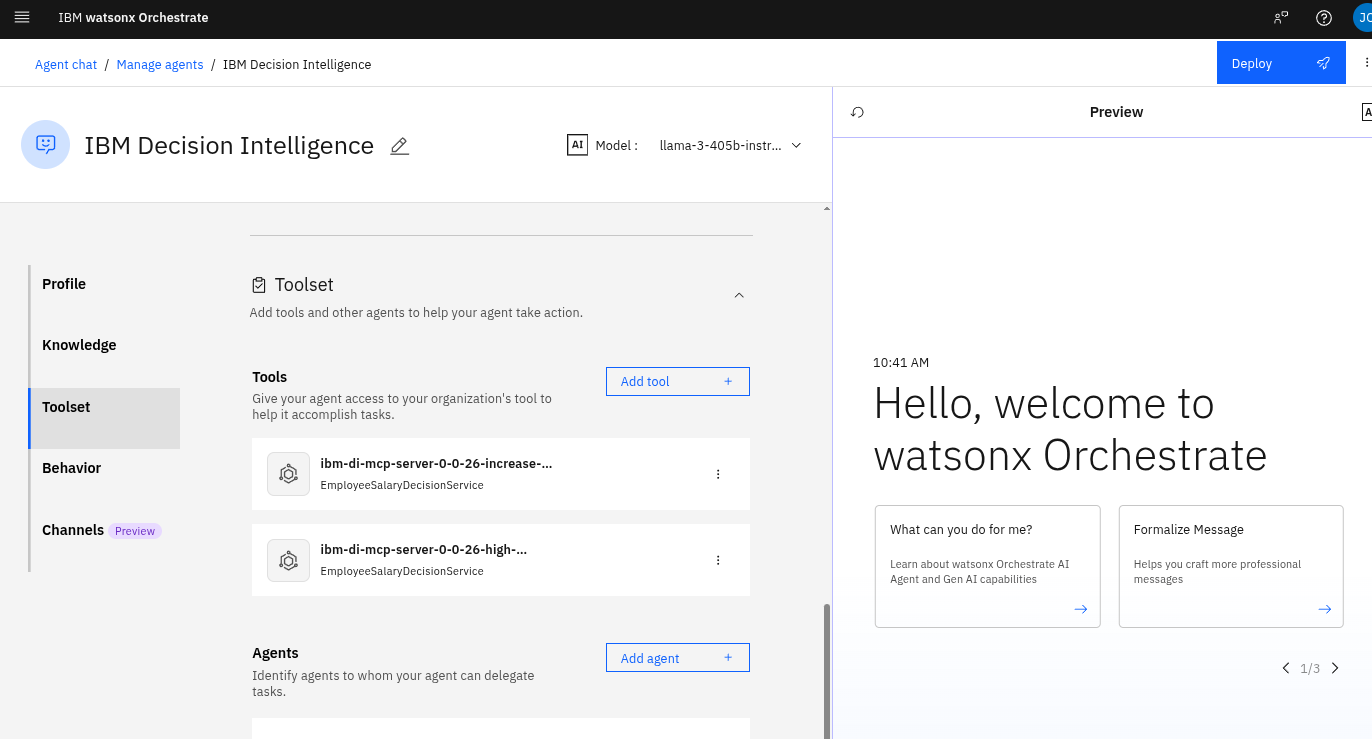 IBM watsonx Orchestrate
JO
Agent chat / Manage agents / IBM Decision Intelligence
Deploy
IBM Decision Intelligence
AI Model : llama-3-405b-instr...
Preview
Profile
Knowledge
Toolset
Behavior
Channels Preview
Toolset
Add tools and other agents to help your agent take action.
Tools
Add tool +
Give your agent access to your organization's tool to
help it accomplish tasks.
ibm-di-mcp-server-0-0-26-increase-...
EmployeeSalaryDecisionService
ibm-di-mcp-server-0-0-26-high-...
EmployeeSalaryDecisionService
Agents
Add agent +
Identify agents to whom your agent can delegate
tasks.
10:41 AM
Hello, welcome to
watsonx Orchestrate
What can you do for me?
Learn about watsonx Orchestrate AI
Agent and Gen AI capabilities
Formalize Message
Helps you craft more professional
messages
1/3